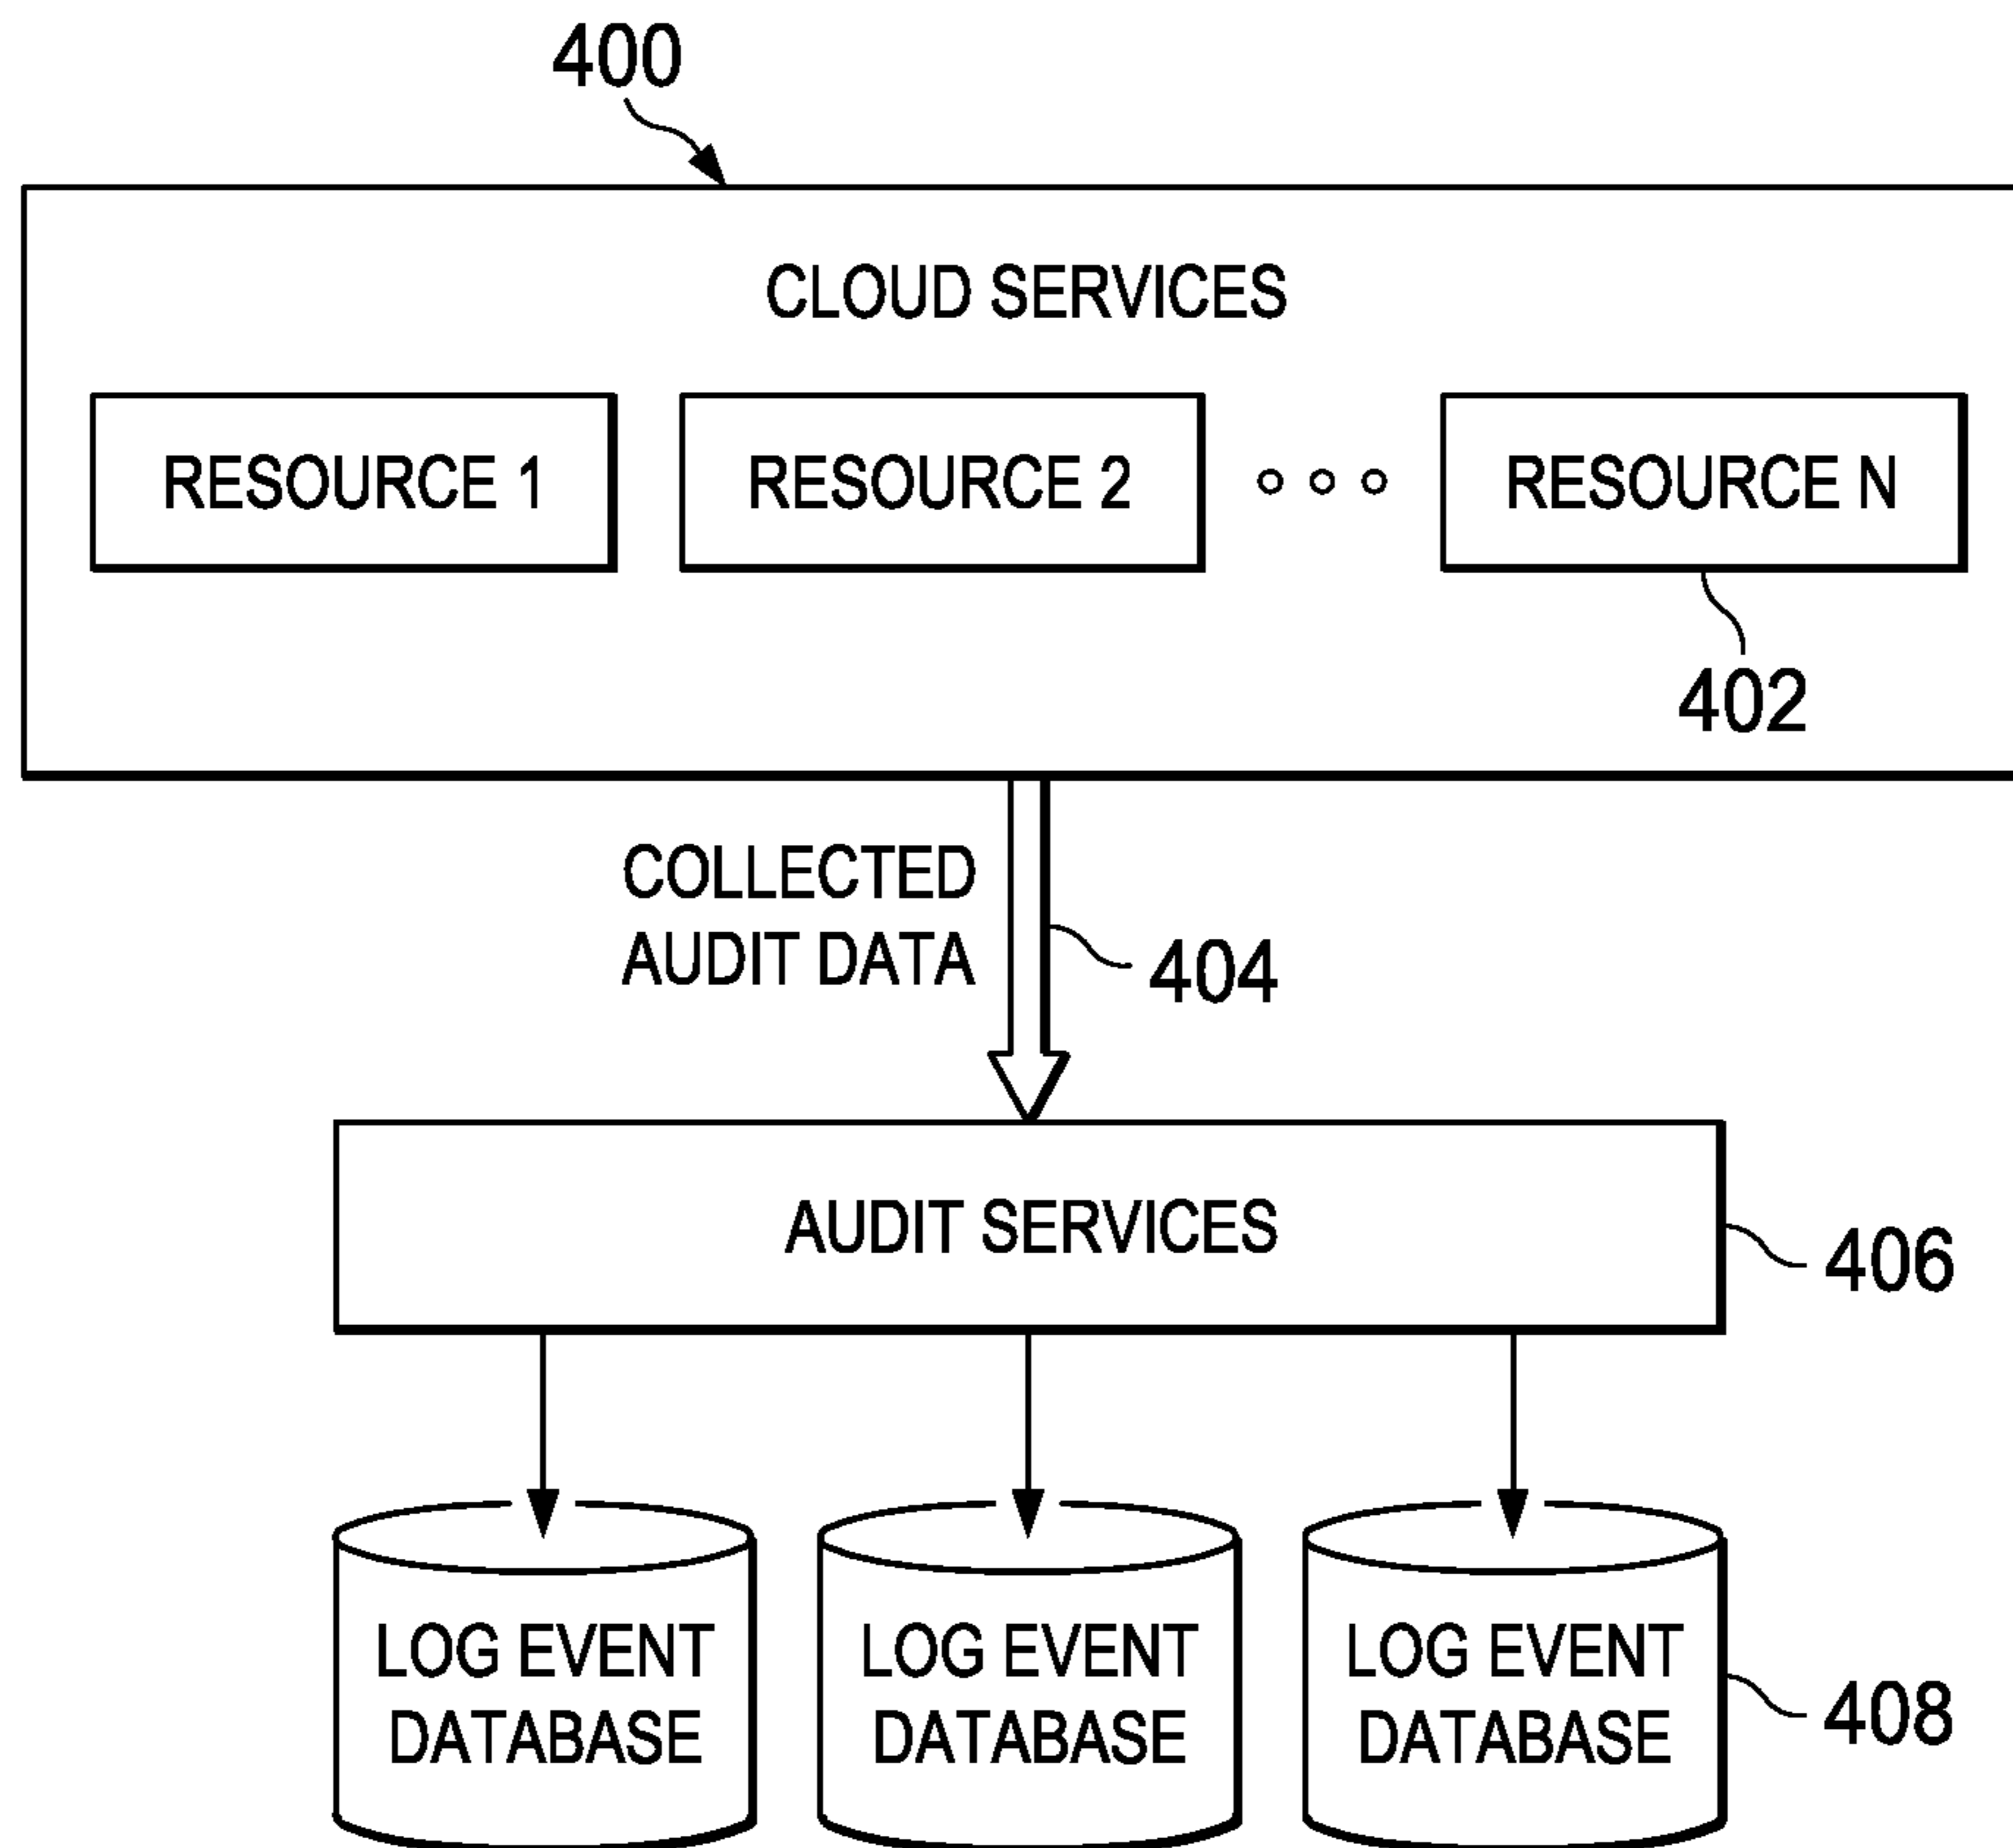 400
CLOUD SERVICES
RESOURCE 1 RESOURCE 2 RESOURCE N
402
COLLECTED
AUDIT DATA
404
AUDIT SERVICES
406
LOG EVENT LOG EVENT LOG EVENT
DATABASE DATABASE DATABASE
408